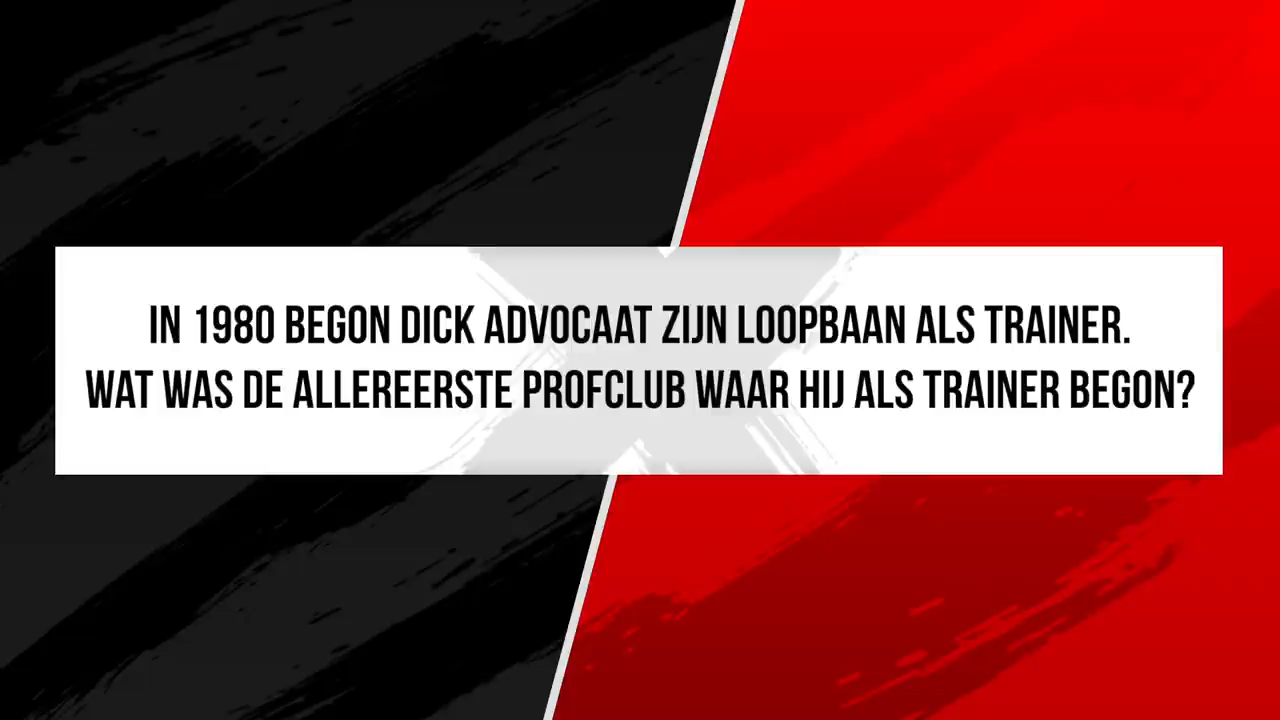 IN 1980 BEGON DICK ADVOCAAT ZIJN LOOPBAAN ALS TRAINER.
WAT WAS DE ALLEREERSTE PROFCLUB WAAR HIJ ALS TRAINER BEGON?